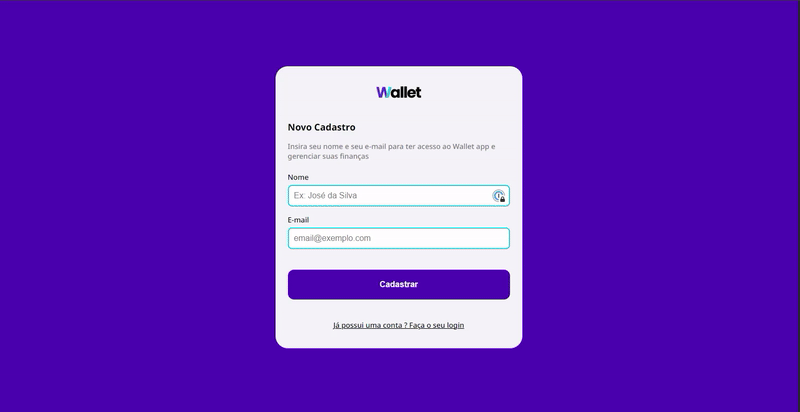 Wallet
Novo Cadastro
Insira seu nome e seu e-mail para ter acesso ao Wallet app e
gerenciar suas finanças
Nome
Ex: José da Silva
E-mail
email@exemplo.com
Cadastrar
Já possui uma conta ? Faça o seu login